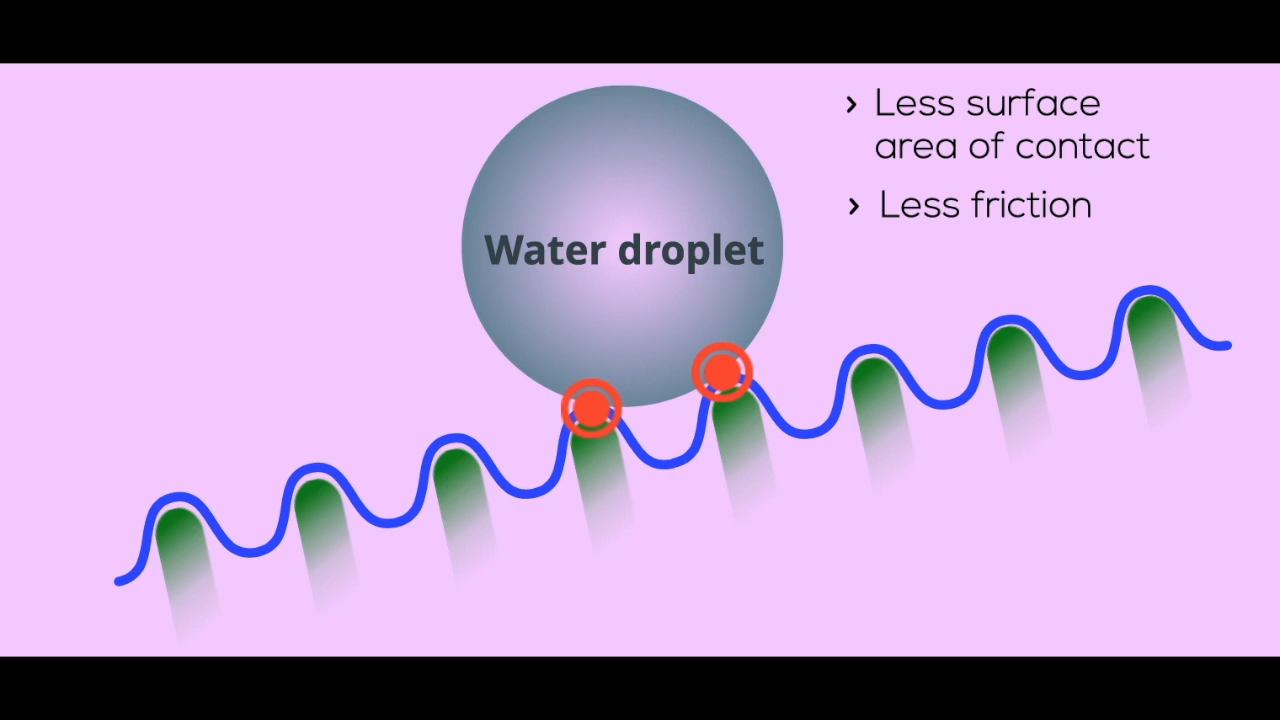 › Less surface
area of contact
› Less friction
Water droplet